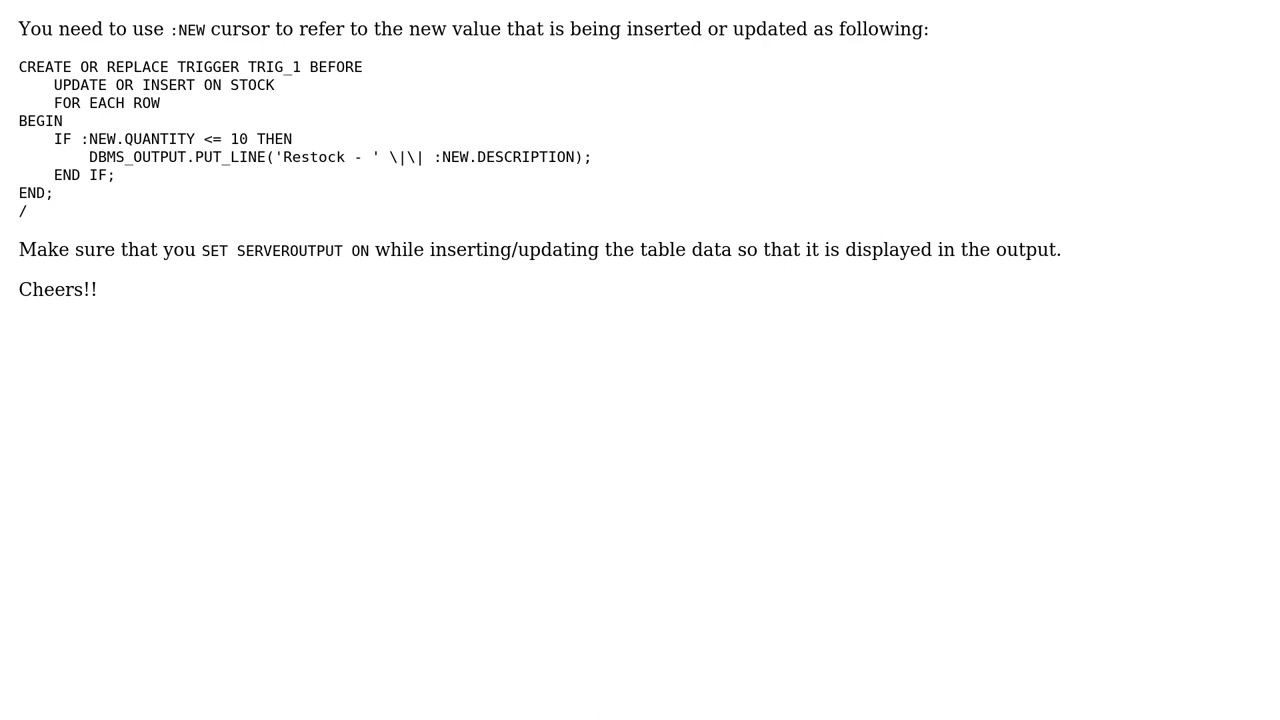 You need to use :NEW cursor to refer to the new value that is being inserted or updated as following:
CREATE OR REPLACE TRIGGER TRIG_1 BEFORE
    UPDATE OR INSERT ON STOCK
    FOR EACH ROW
BEGIN
    IF :NEW.QUANTITY <= 10 THEN
        DBMS_OUTPUT.PUT_LINE('Restock - ' \|\| :NEW.DESCRIPTION);
    END IF;
END;
/
Make sure that you SET SERVEROUTPUT ON while inserting/updating the table data so that it is displayed in the output.
Cheers!!